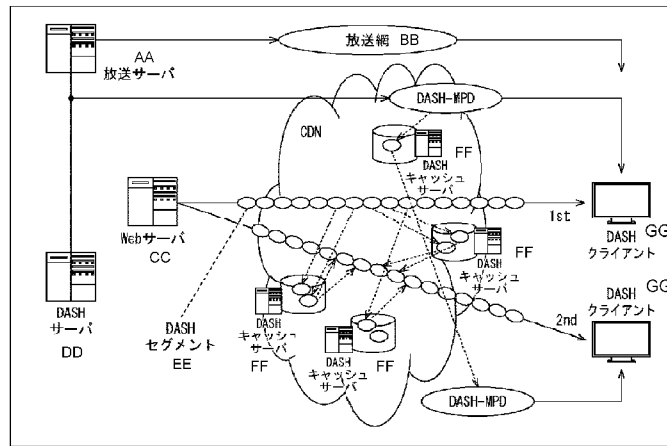 放送網 BB
AA
放送サーバ
DASH-MPD
CDN
FF
DASH
キャッシュ
サーバ
1st
GG
DASH
クライアント
Webサーバ
CC
FF
DASH
キャッシュ
サーバ
GG
DASH
クライアント
2nd
DASH
サーバ
DD
DASH
セグメント
EE
DASH
キャッシュ
サーバ
FF
DASH
キャッシュ
サーバ
FF
DASH-MPD